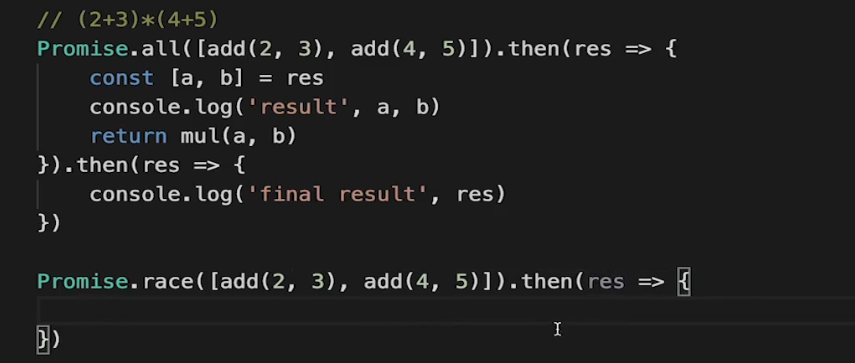 // (2+3)*(4+5)
Promise.all([add(2, 3), add(4, 5)]).then(res => {
    const [a, b] = res
    console.log('result', a, b)
    return mul(a, b)
}).then(res => {
    console.log('final result', res)
})

Promise.race([add(2, 3), add(4, 5)]).then(res => {

})